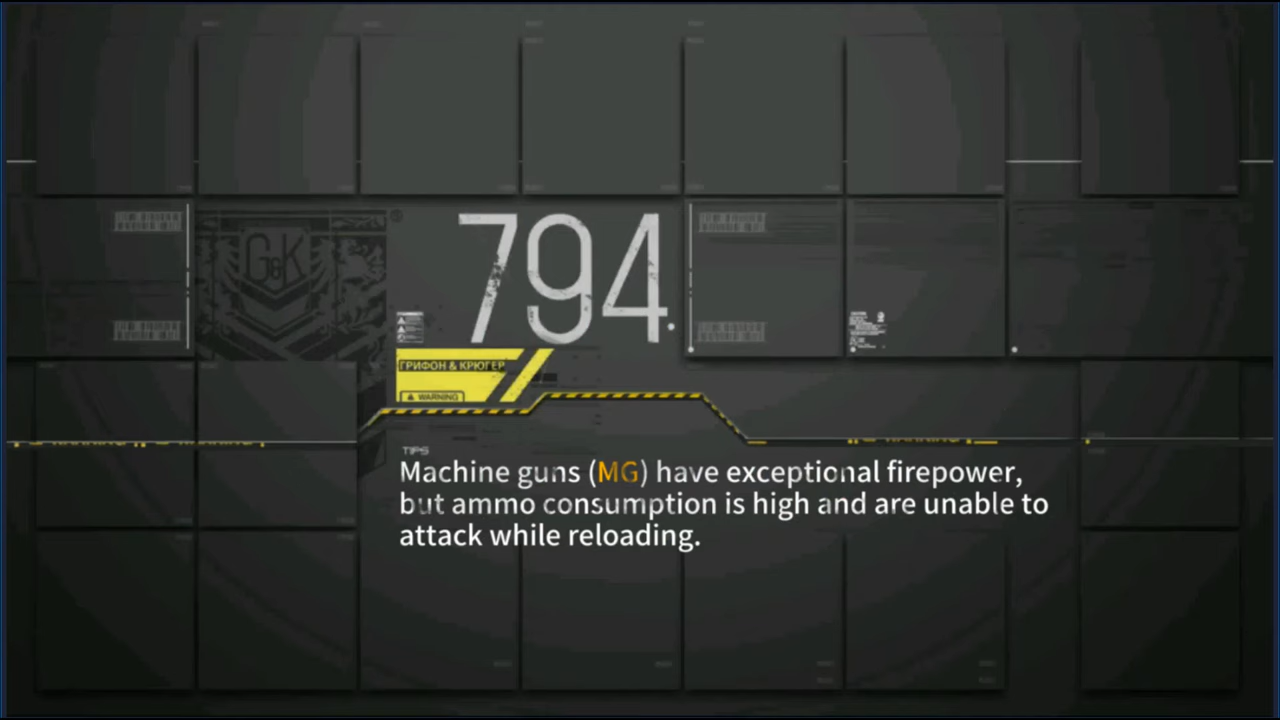 G&K
794.
ГРИФОН & КРЮГЕР
WARNING
TIPS
Machine guns (MG) have exceptional firepower,
but ammo consumption is high and are unable to
attack while reloading.